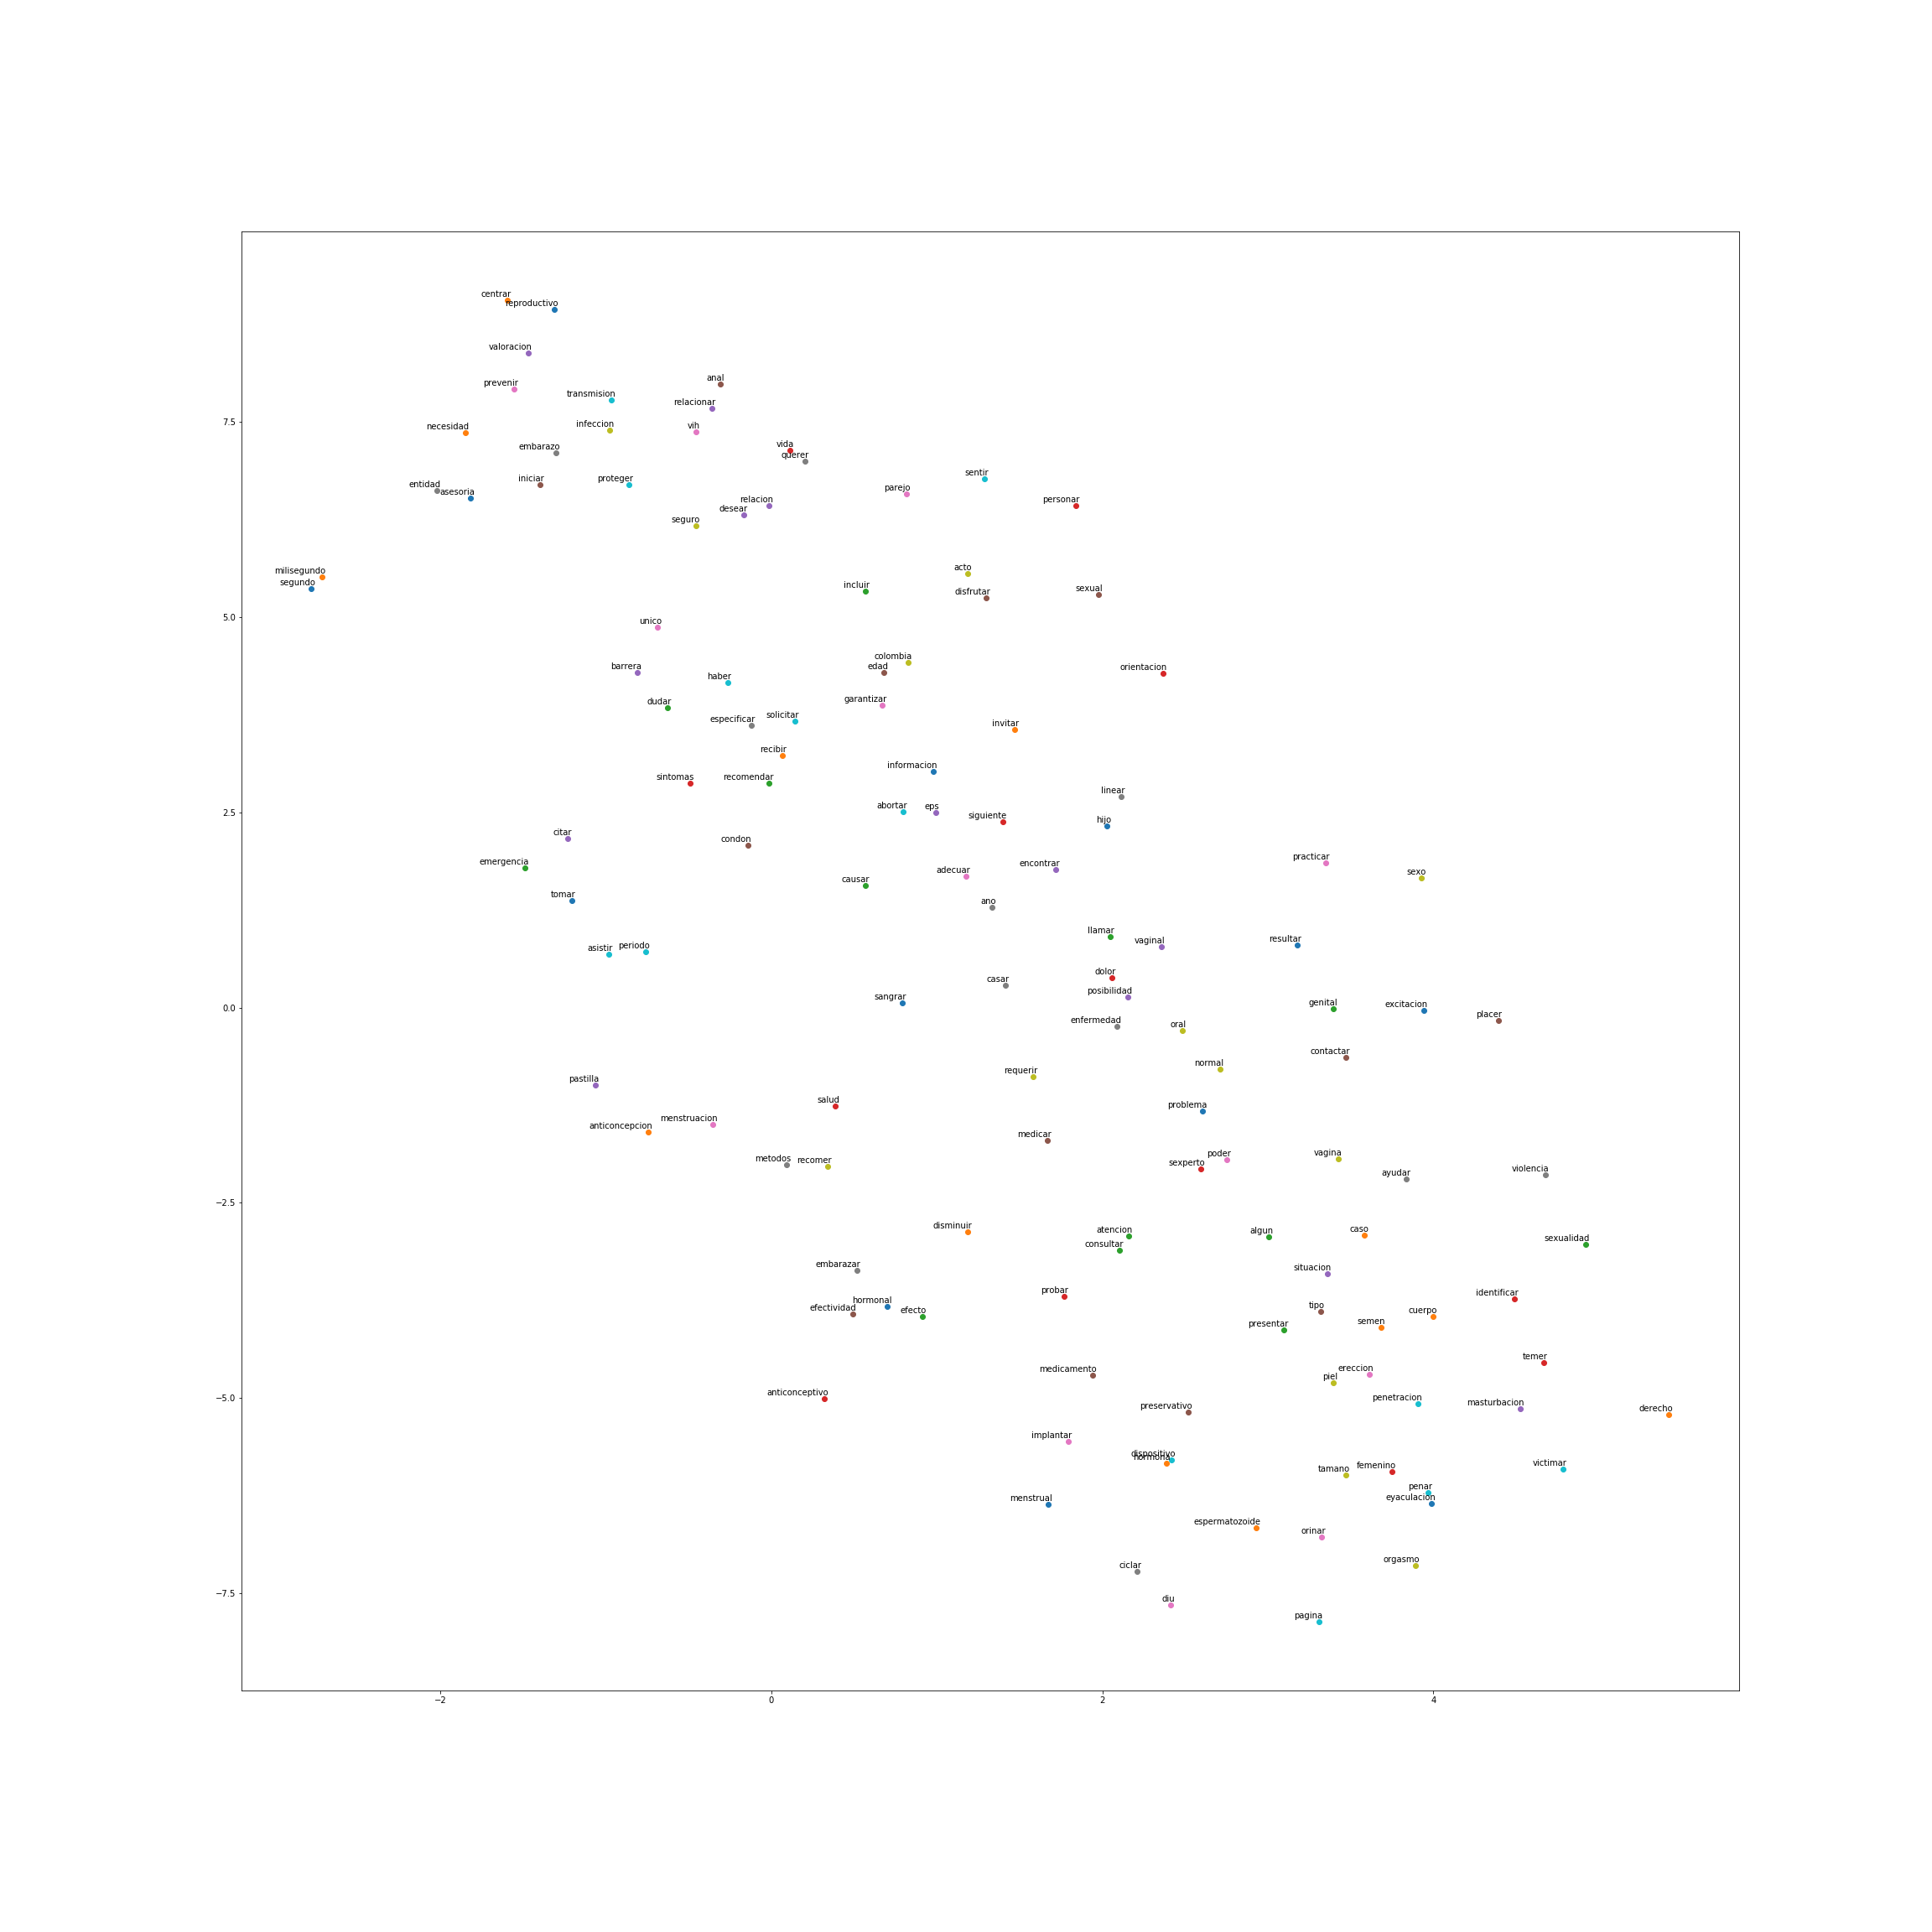 centrar
reproductivo
valoracion
anal
prevenir
transmision
relacionar
7.5
necesidad
infeccion
vih
vida
embarazo
querer
sentir
iniciar
proteger
entidad
asesoria
parejo
relacion
personar
desear
seguro
milisegundo
acto
segundo
incluir
disfrutar
sexual
5.0
unico
colombia
barrera
edad
orientacion
haber
dudar
garantizar
especificar
solicitar
invitar
recibir
informacion
sintomas
recomendar
linear
2.5
abortar
eps
siguiente
hijo
citar
condon
practicar
emergencia
encontrar
adecuar
sexo
causar
tomar
ano
llamar
vaginal
resultar
asistir
periodo
dolor
casar
posibilidad
sangrar
genital
excitacion
0.0
placer
enfermedad
oral
contactar
normal
requerir
pastilla
salud
problema
menstruacion
anticoncepcion
medicar
metodos
recomer
poder
sexperto
vagina
ayudar
violencia
−2.5
disminuir
atencion
algun
caso
consultar
sexualidad
embarazar
situacion
probar
identificar
hormonal
efectividad
efecto
tipo
cuerpo
presentar
semen
temer
medicamento
ereccion
piel
−5.0
anticonceptivo
penetracion
masturbacion
preservativo
derecho
implantar
dispositivo
hormona
tamano
femenino
victimar
penar
menstrual
eyaculacion
espermatozoide
orinar
orgasmo
ciclar
−7.5
diu
pagina
−2
0
2
4